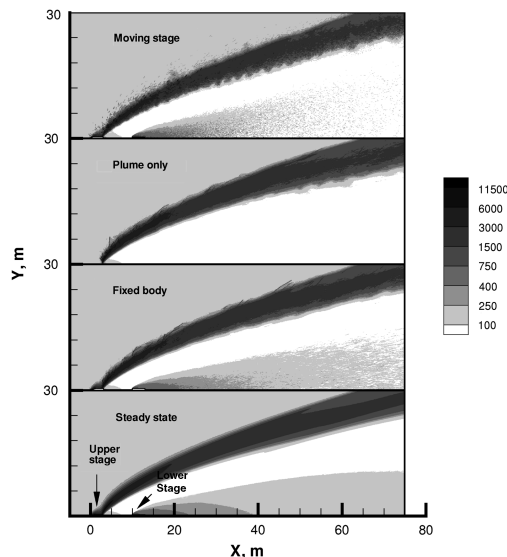 30
Moving stage
30
Plume only
30
Fixed body
30
Steady state
Upper
stage
Lower
Stage
Y, m
0 20 40 60 80
X, m
11500
6000
3000
1500
750
400
250
100